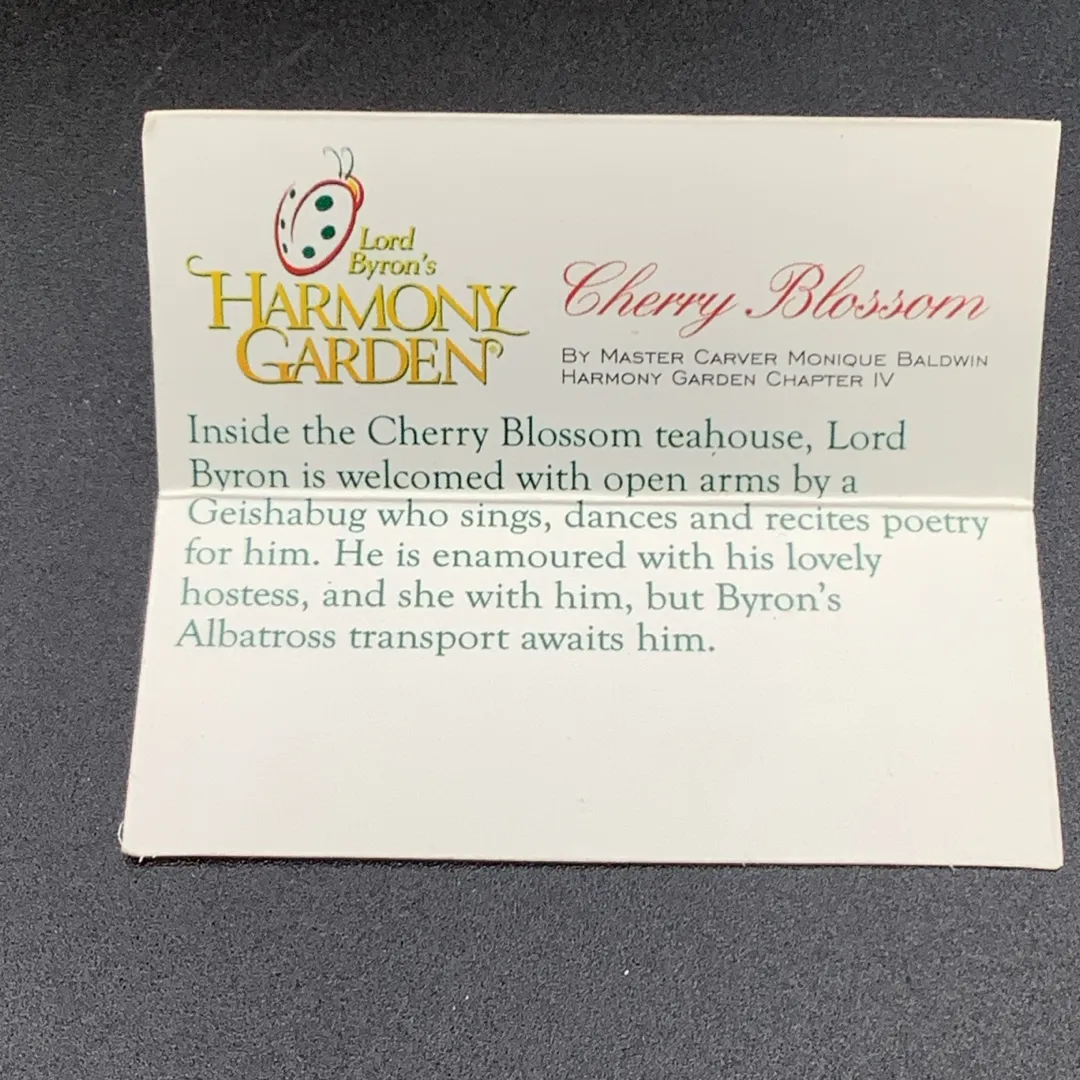 Lord
Byron's
HARMONY
GARDEN®
Cherry Blossom
BY MASTER CARVER MONIQUE BALDWIN
HARMONY GARDEN CHAPTER IV
Inside the Cherry Blossom teahouse, Lord
Byron is welcomed with open arms by a
Geishabug who sings, dances and recites poetry
for him. He is enamoured with his lovely
hostess, and she with him, but Byron's
Albatross transport awaits him.